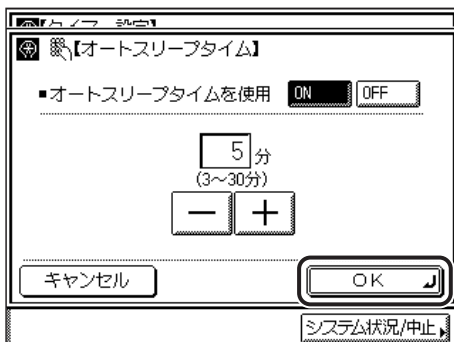 【オートスリープタイム】
■オートスリープタイムを使用 ON OFF
5分
(3～30分)
－ ＋
キャンセル OK
システム状況/中止